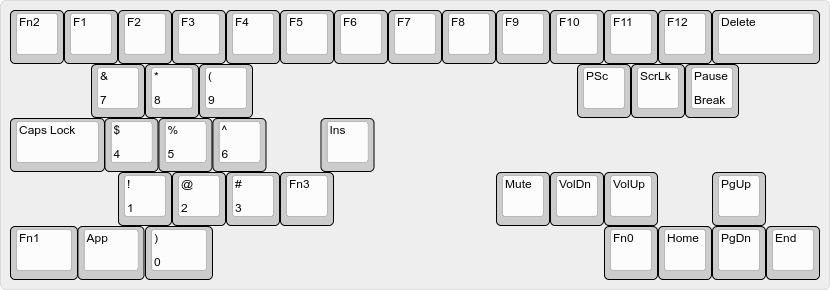 Fn2 F1 F2 F3 F4 F5 F6 F7 F8 F9 F10 F11 F12 Delete
& * ( PSc ScrLk Pause
7 8 9 Break
Caps Lock $ % ^ Ins
4 5 6
! @ # Fn3 Mute VolDn VolUp PgUp
1 2 3
Fn1 App ) Fn0 Home PgDn End
0